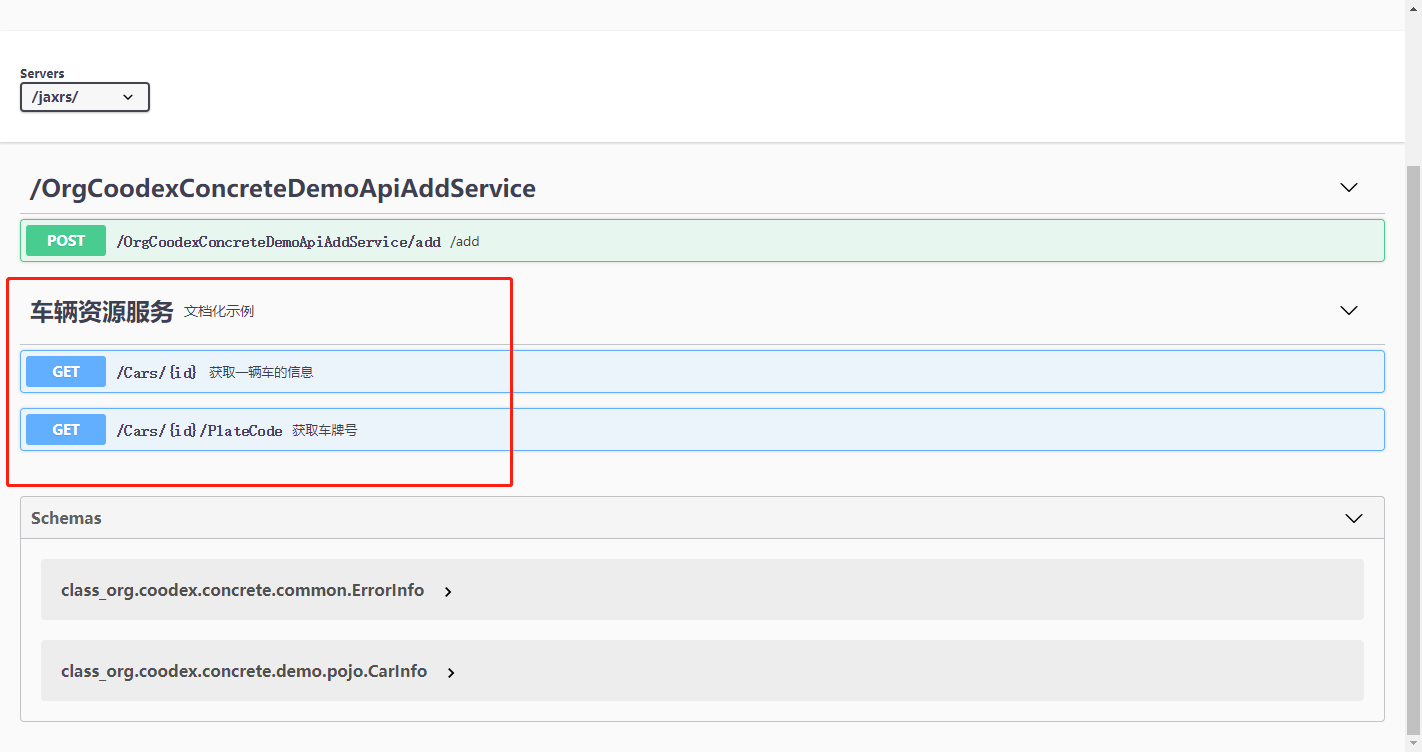 Servers
/jaxrs/
/OrgCoodexConcreteDemoApiAddService
POST /OrgCoodexConcreteDemoApiAddService/add /add
车辆资源服务 文档化示例
GET /Cars/{id} 获取一辆车的信息
GET /Cars/{id}/PlateCode 获取车牌号
Schemas
class_org.coodex.concrete.common.ErrorInfo
class_org.coodex.concrete.demo.pojo.CarInfo